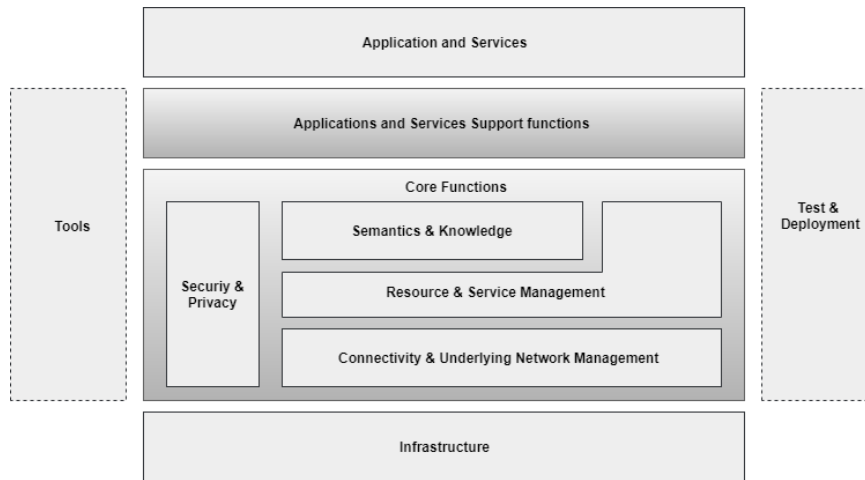 Application and Services
Applications and Services Support functions
Tools
Core Functions
Test &
Deployment
Semantics & Knowledge
Securiy &
Privacy
Resource & Service Management
Connectivity & Underlying Network Management
Infrastructure